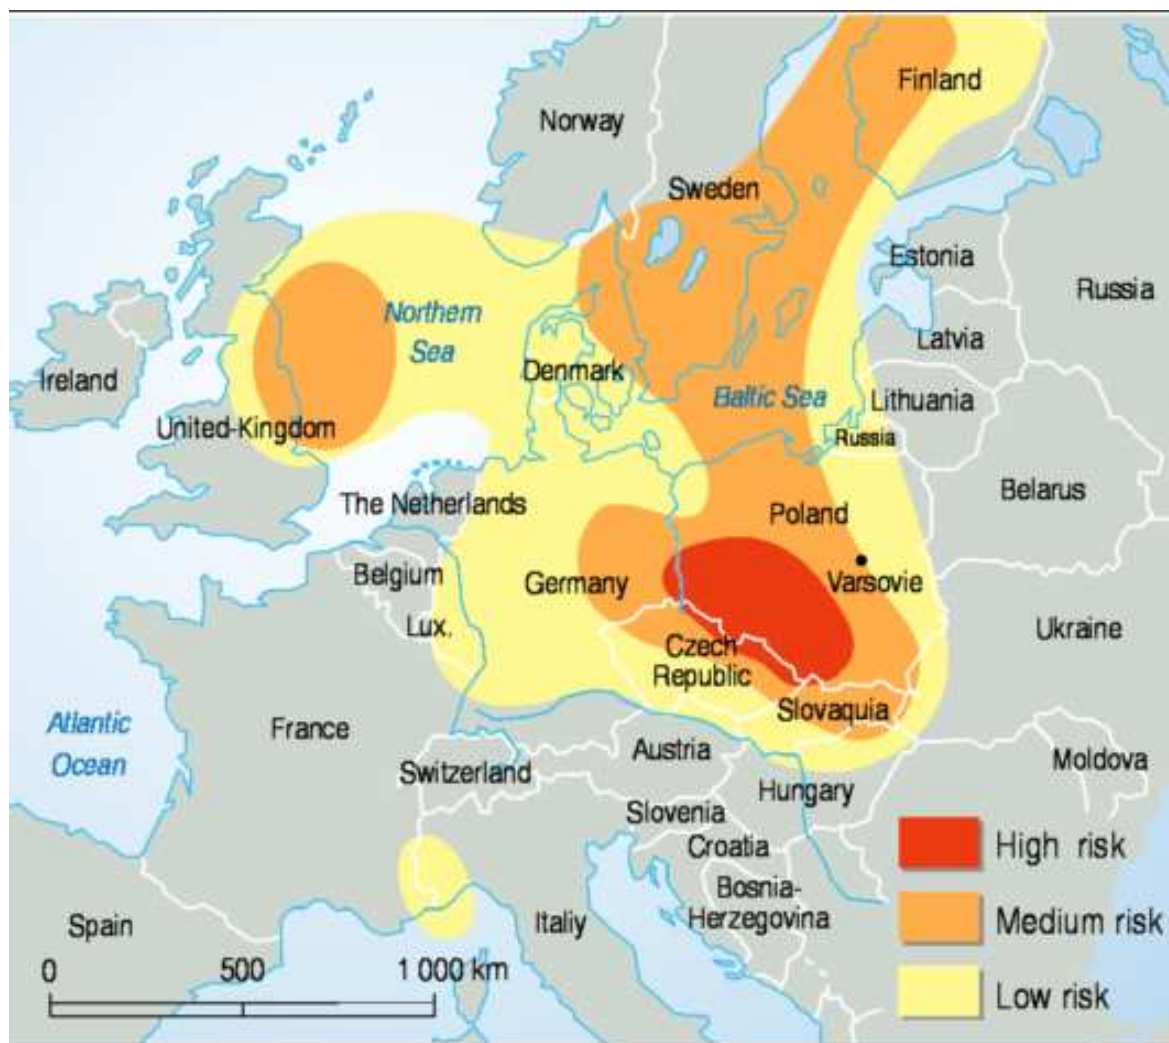 Finland
Norway
Sweden
Estonia
Russia
Northern
Sea
Latvia
Ireland
Denmark
Baltic Sea
Lithuania
United-Kingdom
Russia
Belarus
The Netherlands
Poland
Belgium
Germany
Varsovie
Lux.
Ukraine
Czech
Republic
Atlantic
Ocean
France
Slovaquia
Austria
Moldova
Switzerland
Hungary
Slovenia
Croatia
Bosnia-
Herzegovina
Spain
Italiy
0 500 1 000 km
High risk
Medium risk
Low risk